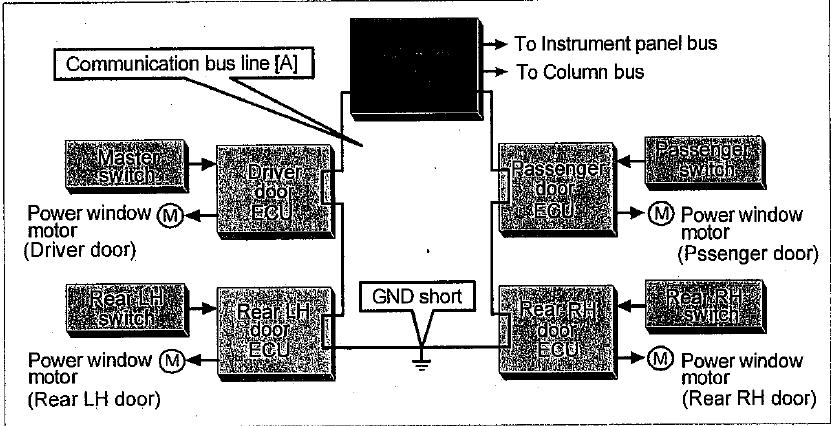 To Instrument panel bus
To Column bus
Communication bus line [A]
Master
switch
Driver
door
ECU
Passenger
door
ECU
Passenger
switch
Power window
motor
(Driver door)
M
M
Power window
motor
(Pssenger door)
Rear LH
switch
Rear LH
door
ECU
GND short
Rear RH
door
ECU
Rear RH
switch
Power window
motor
(Rear LH door)
M
M
Power window
motor
(Rear RH door)